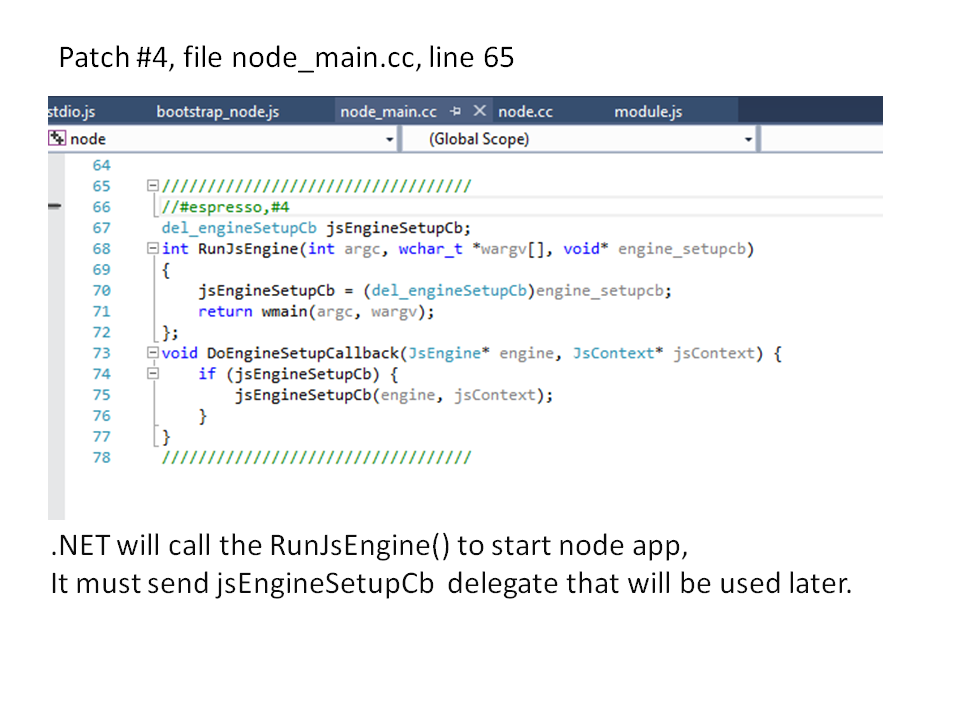 Patch #4, file node_main.cc, line 65
stdio.js bootstrap_node.js node_main.cc node.cc module.js
node (Global Scope)
64
65 //////////////////////////////////
66 //#espresso,#4
67 del_engineSetupCb jsEngineSetupCb;
68 int RunJsEngine(int argc, wchar_t *wargv[], void* engine_setupcb)
69 {
70 jsEngineSetupCb = (del_engineSetupCb)engine_setupcb;
71 return wmain(argc, wargv);
72 };
73 void DoEngineSetupCallback(JsEngine* engine, JsContext* jsContext) {
74 if (jsEngineSetupCb) {
75 jsEngineSetupCb(engine, jsContext);
76 }
77 }
78 //////////////////////////////////
.NET will call the RunJsEngine() to start node app,
It must send jsEngineSetupCb delegate that will be used later.